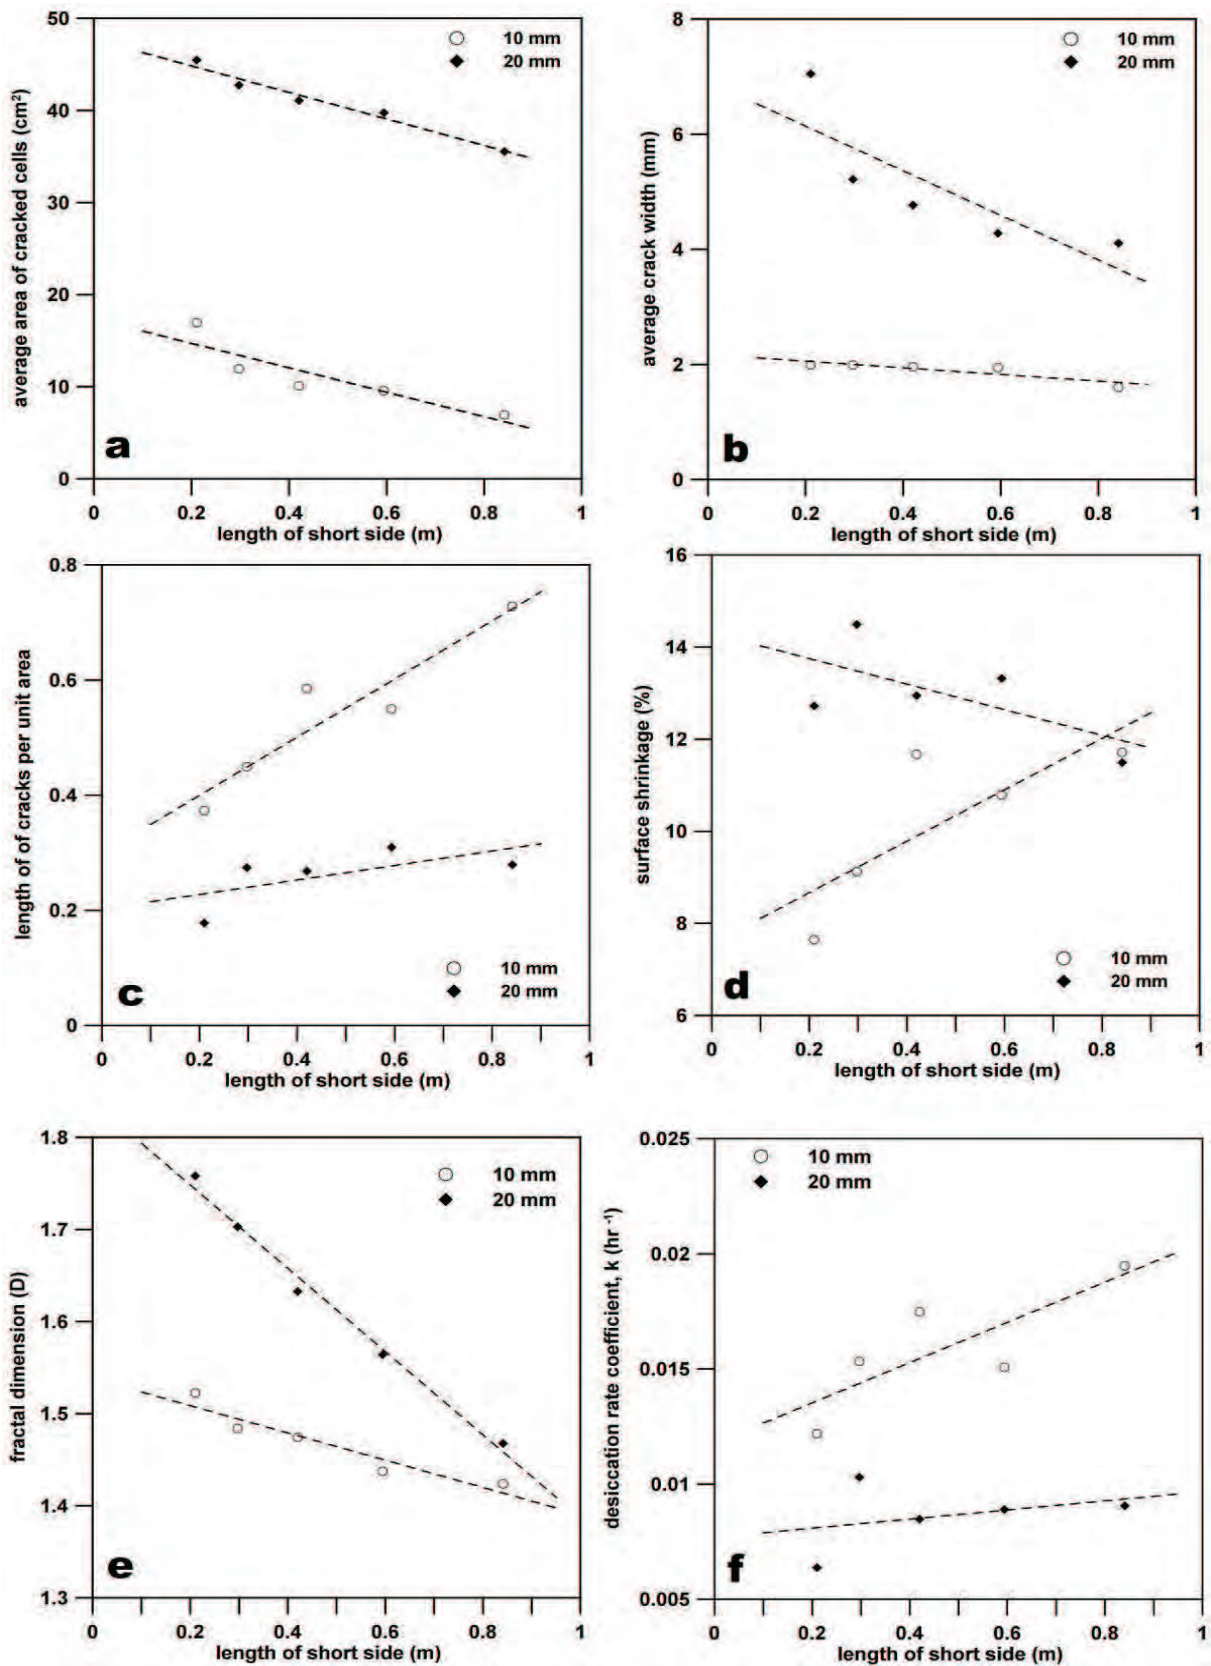 50
40
30
20
10
0
average area of cracked cells (cm²)
10 mm
20 mm
a
0 0.2 0.4 0.6 0.8 1
length of short side (m)
8
6
4
2
0
average crack width (mm)
10 mm
20 mm
b
0 0.2 0.4 0.6 0.8 1
length of short side (m)
0.8
0.6
0.4
0.2
0
length of of cracks per unit area
10 mm
20 mm
c
0 0.2 0.4 0.6 0.8 1
length of short side (m)
16
14
12
10
8
6
surface shrinkage (%)
10 mm
20 mm
d
0 0.2 0.4 0.6 0.8 1
length of short side (m)
1.8
1.7
1.6
1.5
1.4
1.3
fractal dimension (D)
10 mm
20 mm
e
0 0.2 0.4 0.6 0.8 1
length of short side (m)
0.025
0.02
0.015
0.01
0.005
desiccation rate coefficient, k (hr ⁻¹)
10 mm
20 mm
f
0 0.2 0.4 0.6 0.8 1
length of short side (m)